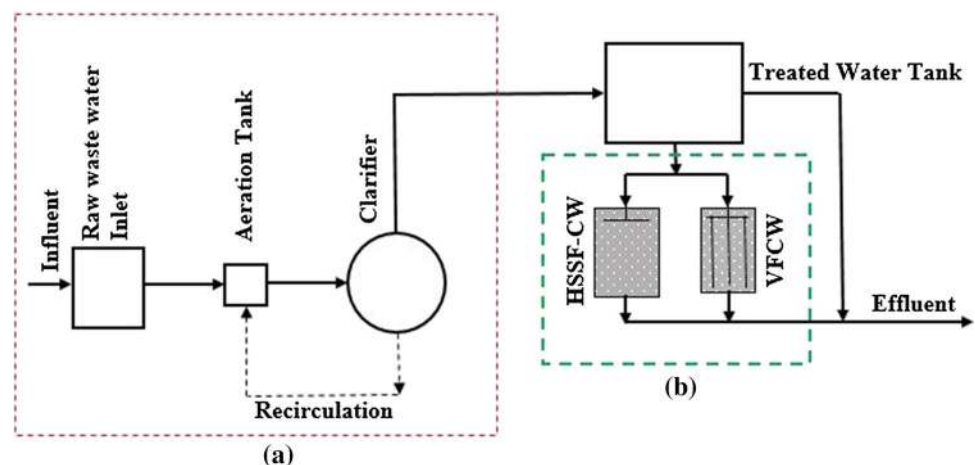 Influent
Raw waste water
Inlet
Aeration Tank
Clarifier
Recirculation
(a)
Treated Water Tank
HSSF-CW
VFCW
Effluent
(b)